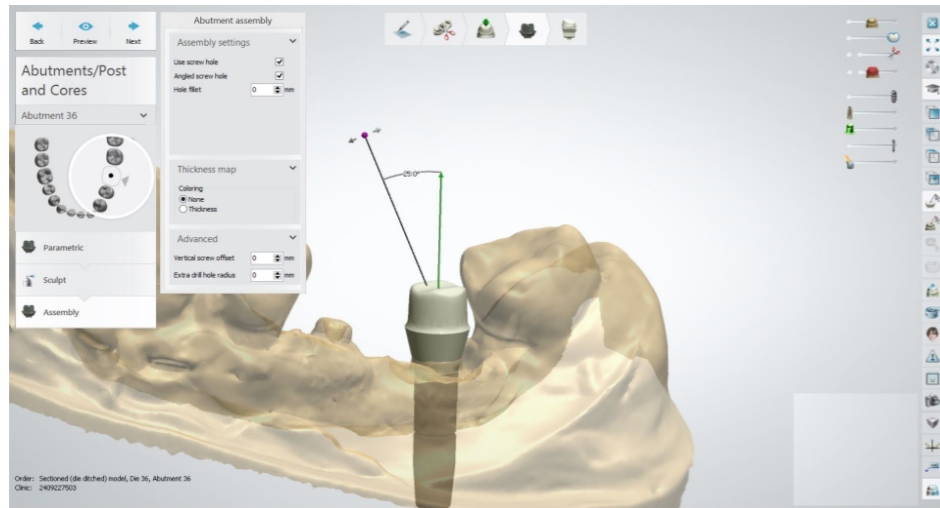 Back Preview Next
Abutments/Post
and Cores
Abutment 36
Parametric
Sculpt
Assembly
Abutment assembly
Assembly settings
Use screw hole
Angled screw hole
Hole fillet 0 mm
Thickness map
Coloring
None
Thickness
Advanced
Vertical screw offset 0 mm
Extra drill hole radius 0 mm
25.0°
Order: Sectioned (die ditched) model, Die 36, Abutment 36
Clinic: 2409227503